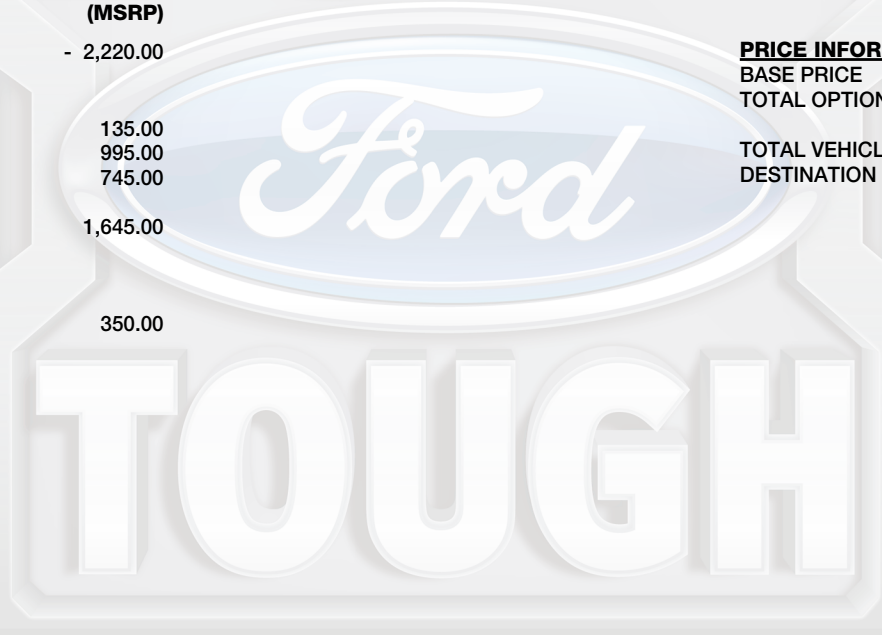 (MSRP)
- 2,220.00
135.00
995.00
745.00
1,645.00
350.00
PRICE INFOR
BASE PRICE
TOTAL OPTION
TOTAL VEHICL
DESTINATION
Ford
TOUGH